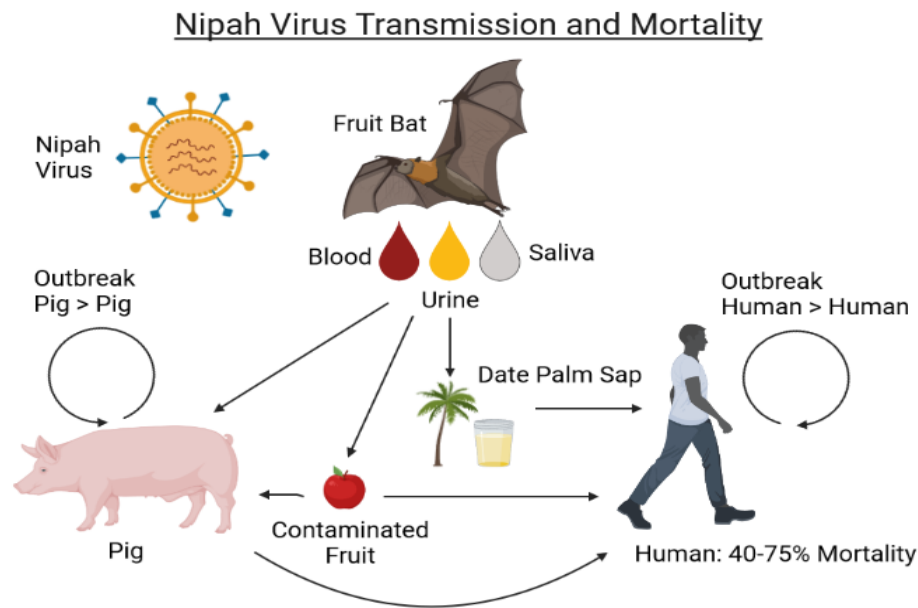 Nipah Virus Transmission and Mortality
Nipah
Virus
Fruit Bat
Blood
Saliva
Urine
Outbreak
Pig > Pig
Outbreak
Human > Human
Date Palm Sap
Contaminated
Fruit
Pig
Human: 40-75% Mortality